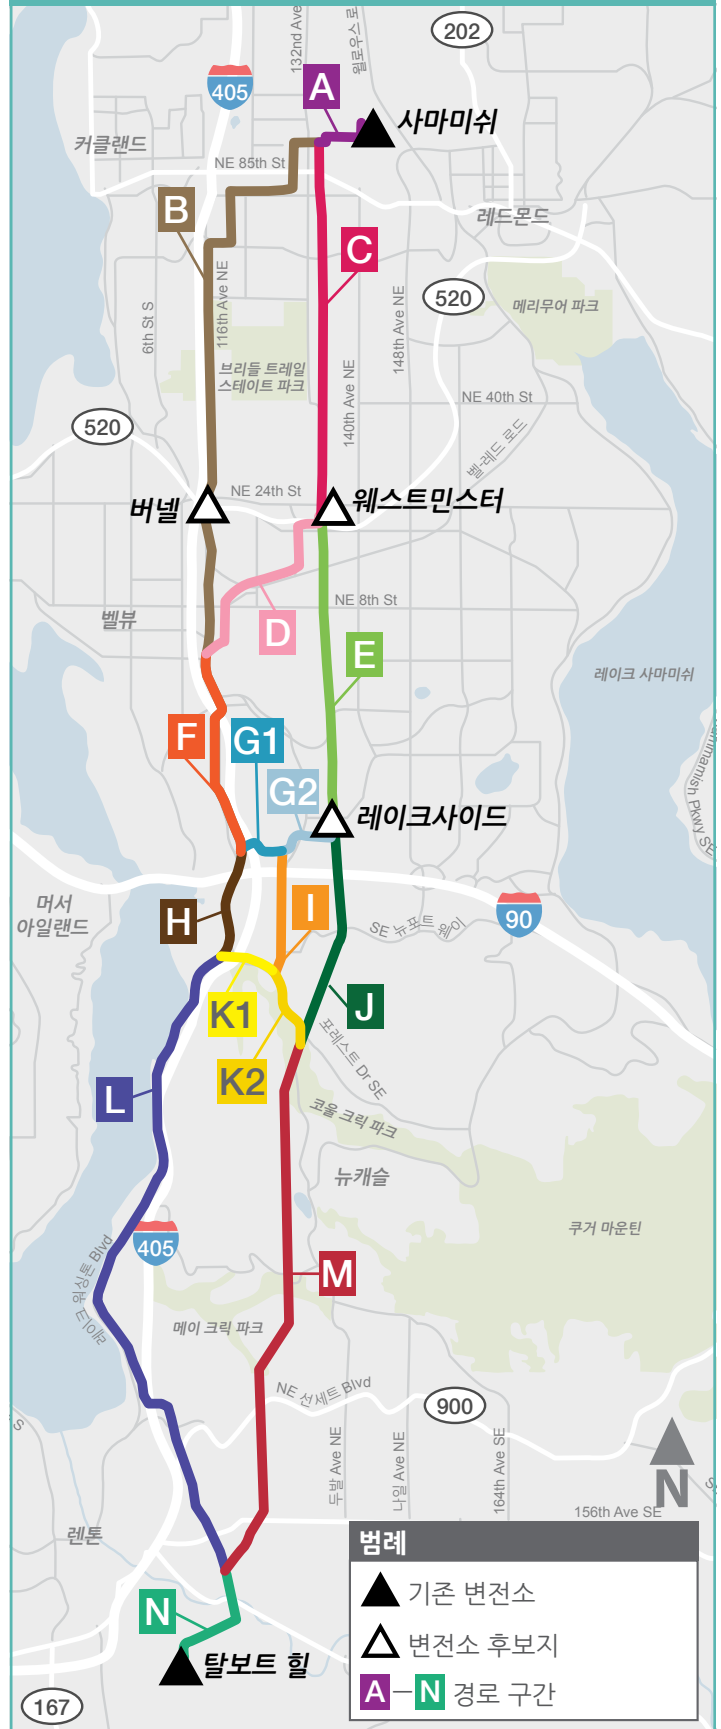 132nd Ave
윌로우스 로
202
405
A
사마미쉬
커클랜드
NE 85th St
B
레드몬드
C
116th Ave NE
6th St S
148th Ave NE
520
메리무어 파크
브리들 트레일
스테이트 파크
140th Ave NE
NE 40th St
520
벨-레드 로드
버넬
NE 24th St
웨스트민스터
NE 8th St
벨뷰
D
E
레이크 사마미쉬
F
G1
G2
레이크사이드
Sammamish Pkwy SE
머서
아일랜드
H
I
SE 뉴포트 웨이
90
K1
J
K2
포레스트 Dr SE
L
코울 크릭 파크
뉴캐슬
쿠거 마운틴
405
레이크 워싱톤 Blvd
M
메이 크릭 파크
NE 선세트 Blvd
900
S
두발 Ave NE
나일 Ave NE
164th Ave SE
N
156th Ave SE
렌톤
범례
기존 변전소
변전소 후보지
A – N 경로 구간
N
탈보트 힐
167